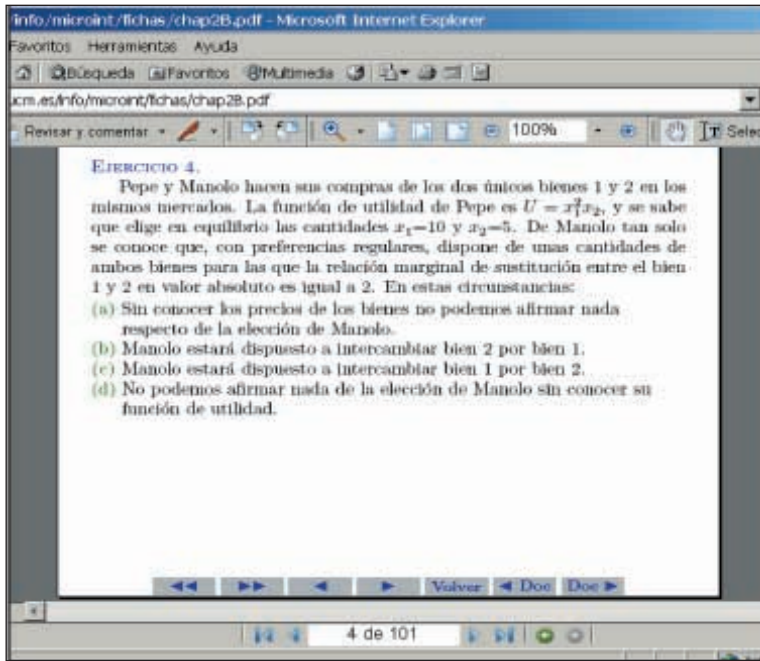 /info/microint/fichas/chap2B.pdf - Microsoft Internet Explorer
Favoritos Herramientas Ayuda
Búsqueda Favoritos Multimedia
ucm.es/info/microint/fichas/chap2B.pdf
Revisar y comentar 100% Selec
EJERCICIO 4.
Pepe y Manolo hacen sus compras de los dos únicos bienes 1 y 2 en los
mismos mercados. La función de utilidad de Pepe es U = x₁²x₂, y se sabe
que elige en equilibrio las cantidades x₁=10 y x₂=5. De Manolo tan solo
se conoce que, con preferencias regulares, dispone de unas cantidades de
ambos bienes para las que la relación marginal de sustitución entre el bien
1 y 2 en valor absoluto es igual a 2. En estas circunstancias:
(a) Sin conocer los precios de los bienes no podemos afirmar nada
respecto de la elección de Manolo.
(b) Manolo estará dispuesto a intercambiar bien 2 por bien 1.
(c) Manolo estará dispuesto a intercambiar bien 1 por bien 2.
(d) No podemos afirmar nada de la elección de Manolo sin conocer su
función de utilidad.
Volver Doc Doc
4 de 101